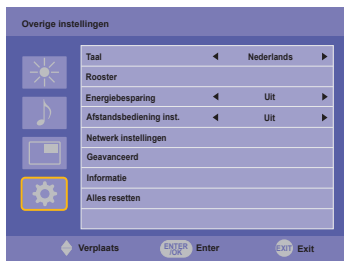 Overige instellingen
Taal Nederlands
Rooster
Energiebesparing Uit
Afstandsbediening inst. Uit
Netwerk instellingen
Geavanceerd
Informatie
Alles resetten
Verplaats ENTER /OK Enter EXIT Exit